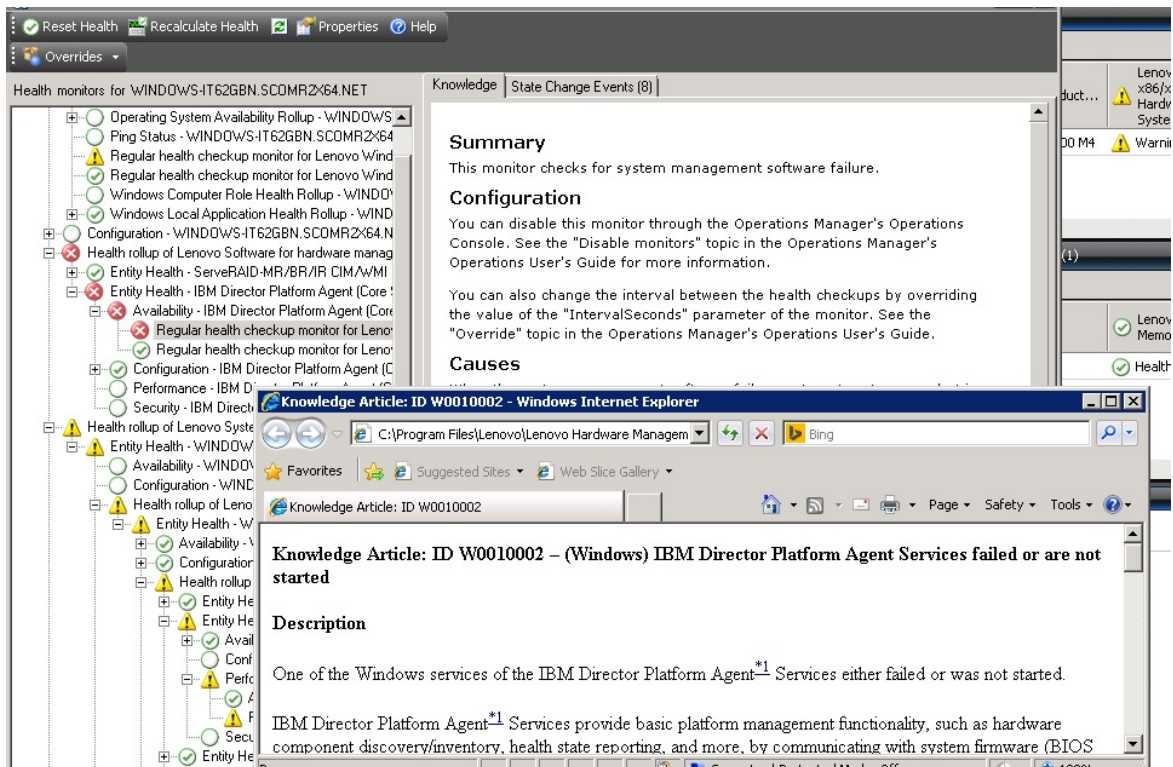 Reset Health Recalculate Health Properties Help
Overrides
Health monitors for WINDOWS-IT62GBN.SCOMR2X64.NET
Operating System Availability Rollup - WINDOWS
Ping Status - WINDOWS-IT62GBN.SCOMR2X64
Regular health checkup monitor for Lenovo Wind
Regular health checkup monitor for Lenovo Wind
Windows Computer Role Health Rollup - WINDO
Windows Local Application Health Rollup - WIND
Configuration - WINDOWS-IT62GBN.SCOMR2X64.N
Health rollup of Lenovo Software for hardware manag
Entity Health - ServeRAID-MR/BR/IR CIM/WMI
Entity Health - IBM Director Platform Agent (Core
Availability - IBM Director Platform Agent (Core
Regular health checkup monitor for Leno
Regular health checkup monitor for Leno
Configuration - IBM Director Platform Agent (C
Performance - IBM
Security - IBM Direct
Health rollup of Lenovo Syste
Entity Health - WINDOW
Availability - WINDO
Configuration - WIND
Health rollup of Leno
Entity Health - W
Availability -
Configuration
Health rollup
Entity He
Entity He
Avail
Conf
Perfo
Secu
Entity He
Knowledge State Change Events (8)
Summary
This monitor checks for system management software failure.
Configuration
You can disable this monitor through the Operations Manager's Operations
Console. See the "Disable monitors" topic in the Operations Manager's
Operations User's Guide for more information.
You can also change the interval between the health checkups by overriding
the value of the "IntervalSeconds" parameter of the monitor. See the
"Override" topic in the Operations Manager's Operations User's Guide.
Causes
duct...
Lenov
x86/x
Hardw
Syste
00 M4 Warni
(1)
Lenov
Memo
Health
Knowledge Article: ID W0010002 - Windows Internet Explorer
C:\Program Files\Lenovo\Lenovo Hardware Managem Bing
Favorites Suggested Sites Web Slice Gallery
Knowledge Article: ID W0010002 Page Safety Tools
Knowledge Article: ID W0010002 – (Windows) IBM Director Platform Agent Services failed or are not
started
Description
One of the Windows services of the IBM Director Platform Agent*1 Services either failed or was not started.
IBM Director Platform Agent*1 Services provide basic platform management functionality, such as hardware
component discovery/inventory, health state reporting, and more, by communicating with system firmware (BIOS